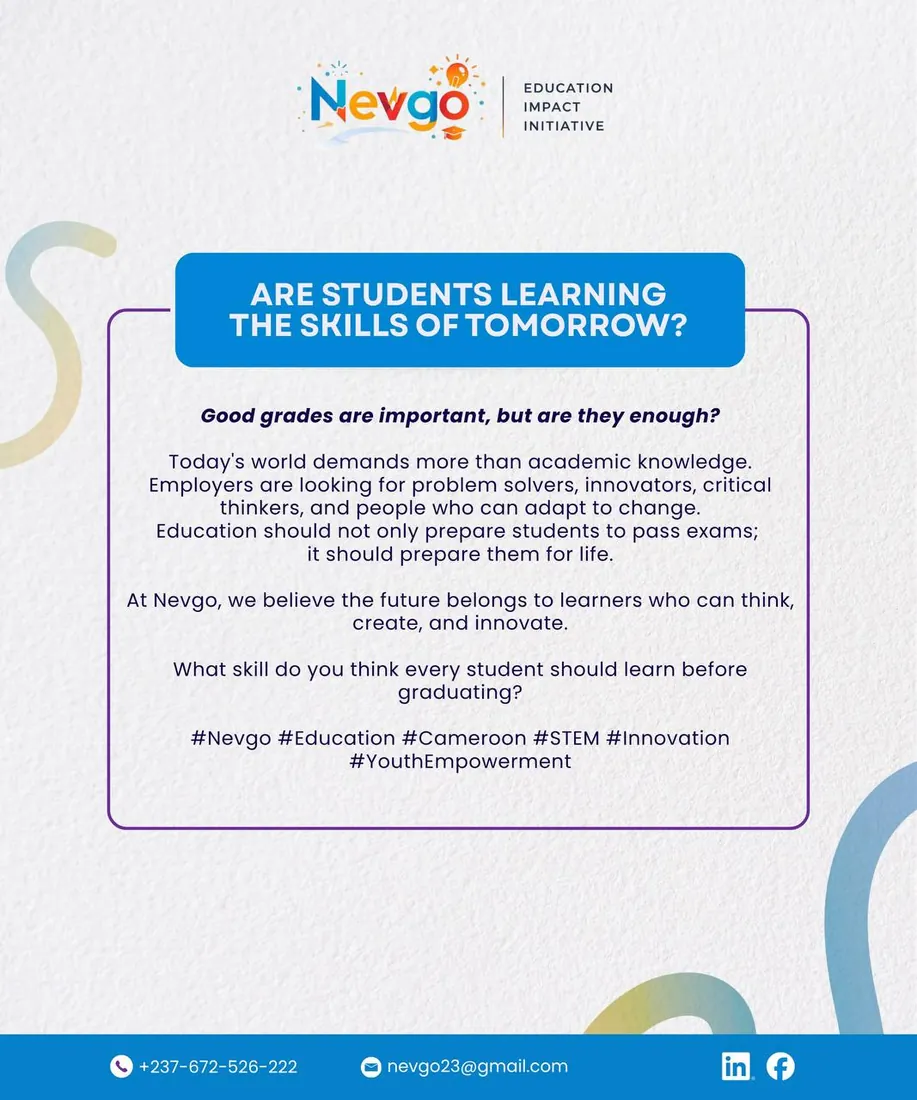 Nevgo
EDUCATION
IMPACT
INITIATIVE
ARE STUDENTS LEARNING
THE SKILLS OF TOMORROW?
Good grades are important, but are they enough?
Today's world demands more than academic knowledge.
Employers are looking for problem solvers, innovators, critical
thinkers, and people who can adapt to change.
Education should not only prepare students to pass exams;
it should prepare them for life.
At Nevgo, we believe the future belongs to learners who can think,
create, and innovate.
What skill do you think every student should learn before
graduating?
#Nevgo #Education #Cameroon #STEM #Innovation
#YouthEmpowerment
+237-672-526-222
nevgo23@gmail.com
in
f